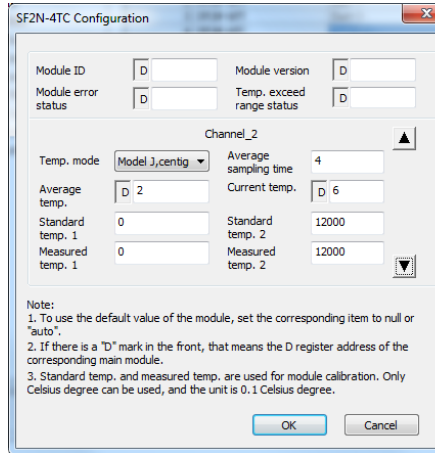 SF2N-4TC Configuration
Module ID D Module version D
Module error status D Temp. exceed range status D
Channel_2
Temp. mode Model J,centig Average sampling time 4
Average temp. D 2 Current temp. D 6
Standard temp. 1 0 Standard temp. 2 12000
Measured temp. 1 0 Measured temp. 2 12000
Note:
1. To use the default value of the module, set the corresponding item to null or
"auto".
2. If there is a "D" mark in the front, that means the D register address of the
corresponding main module.
3. Standard temp. and measured temp. are used for module calibration. Only
Celsius degree can be used, and the unit is 0.1 Celsius degree.
OK Cancel